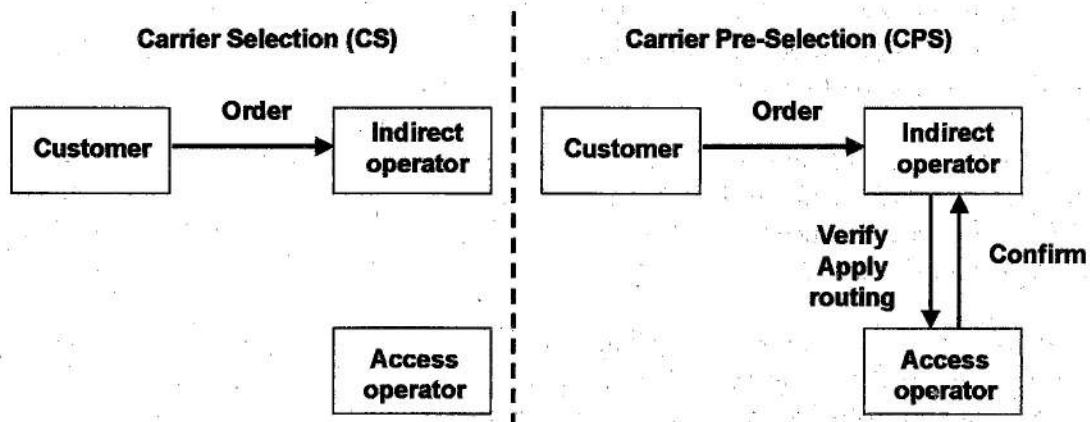 Carrier Selection (CS)
Order
Customer
Indirect
operator
Access
operator
Carrier Pre-Selection (CPS)
Order
Customer
Indirect
operator
Verify
Apply
routing
Confirm
Access
operator